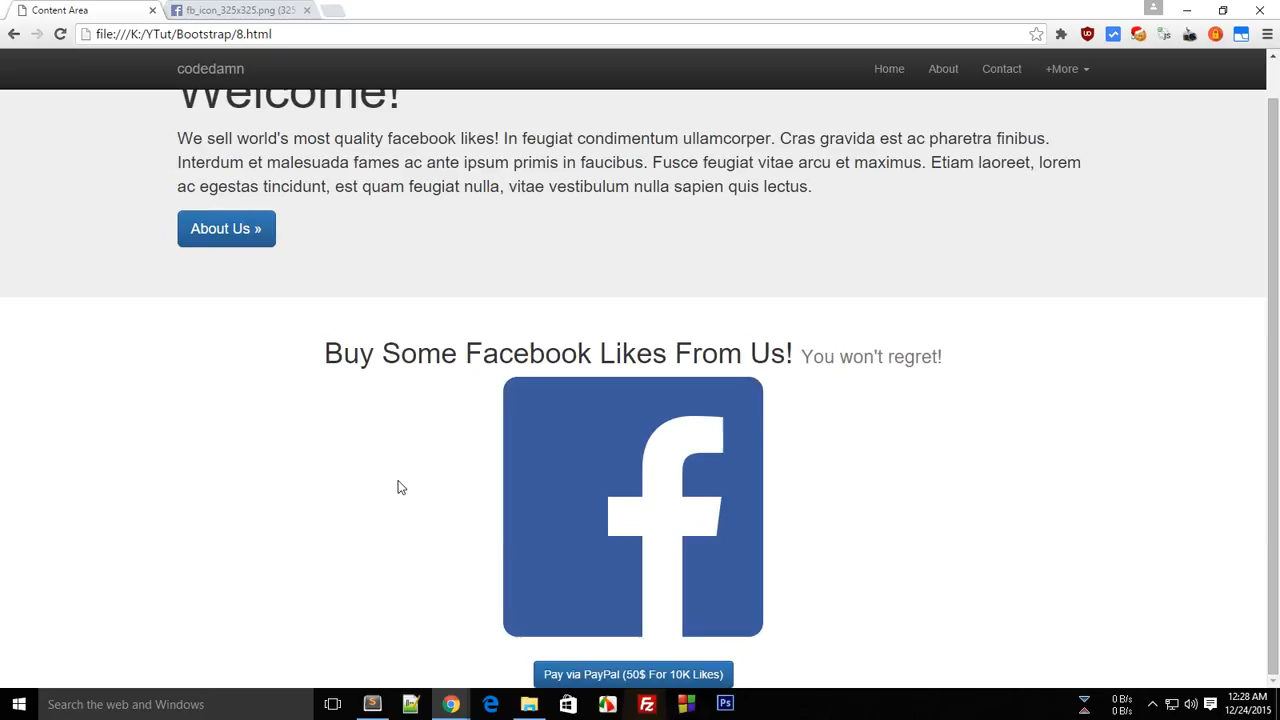 Content Area
fb_icon_325x325.png (325
file:///K:/YTut/Bootstrap/8.html
codedamn
Home
About
Contact
+More
Welcome!
We sell world's most quality facebook likes! In feugiat condimentum ullamcorper. Cras gravida est ac pharetra finibus.
Interdum et malesuada fames ac ante ipsum primis in faucibus. Fusce feugiat vitae arcu et maximus. Etiam laoreet, lorem
ac egestas tincidunt, est quam feugiat nulla, vitae vestibulum nulla sapien quis lectus.
About Us »
Buy Some Facebook Likes From Us! You won't regret!
Pay via PayPal (50$ For 10K Likes)
Search the web and Windows
0 B/s
0 B/s
12:28 AM
12/24/2015